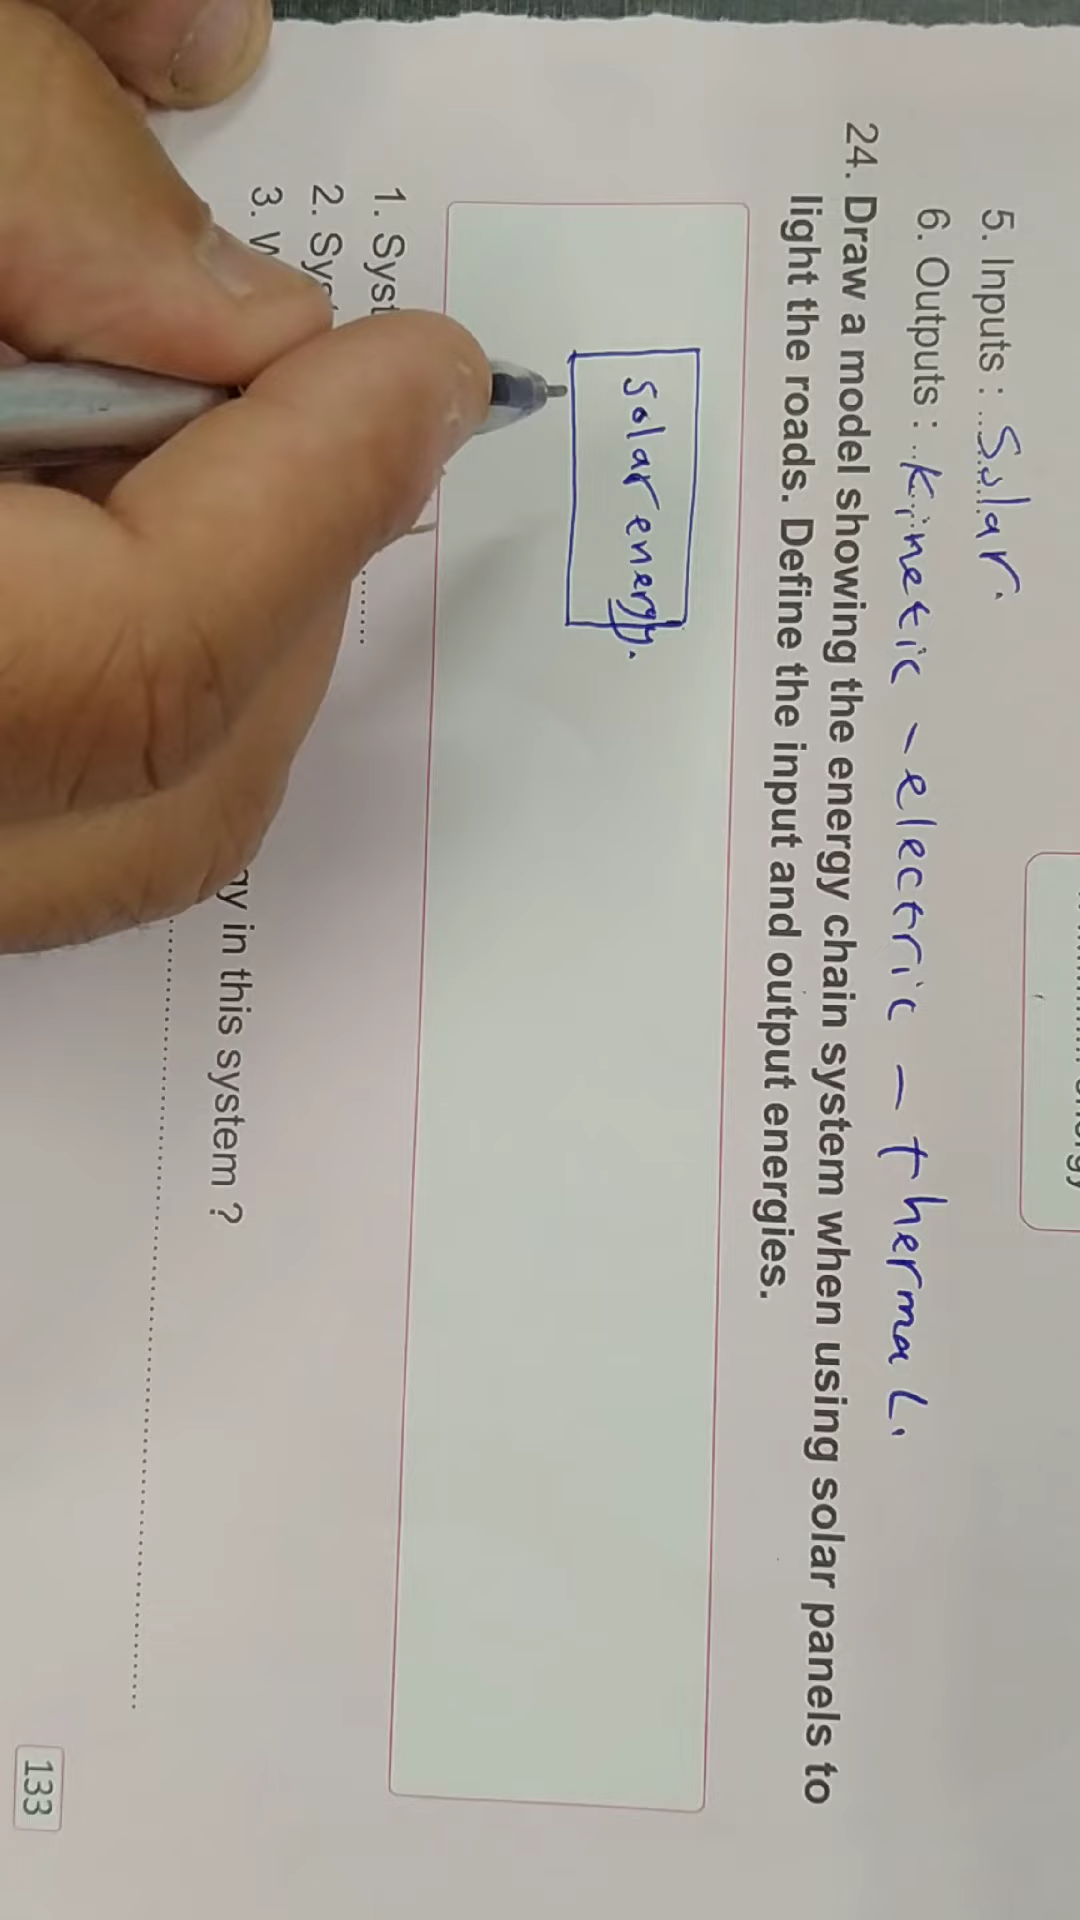 5. Inputs : Solar.
6. Outputs : Kinetic - electric - thermal.
24. Draw a model showing the energy chain system when using solar panels to
light the roads. Define the input and output energies.
Solar energy.
1. Syst
2. Sys
3. W
gy in this system ?
133